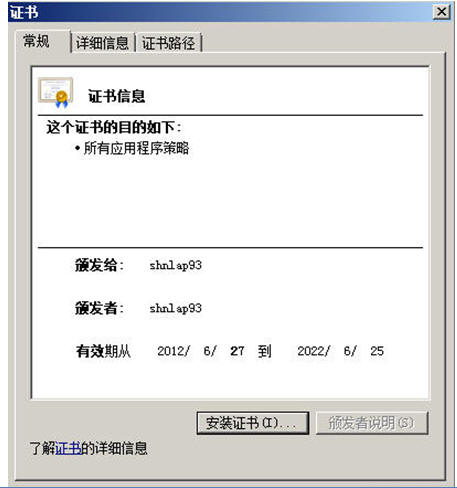 证书
常规 详细信息 证书路径
证书信息
这个证书的目的如下:
•所有应用程序策略
颁发给: shnlap93
颁发者: shnlap93
有效期从 2012/ 6/ 27 到 2022/ 6/ 25
安装证书(I)... 颁发者说明(S)
了解证书的详细信息